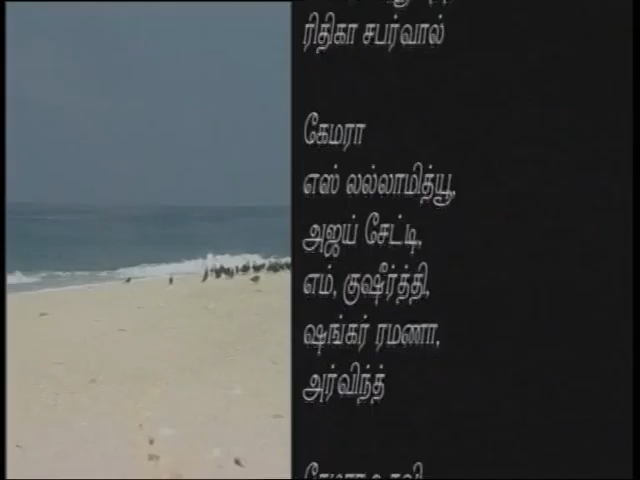 ரிதிகா சபர்வால்
கேமரா
எஸ் லல்லாமித்யூ,
அஜய் சேட்டி,
எம், குஷீர்த்தி,
ஷங்கர் ரமணா,
அர்விந்த்